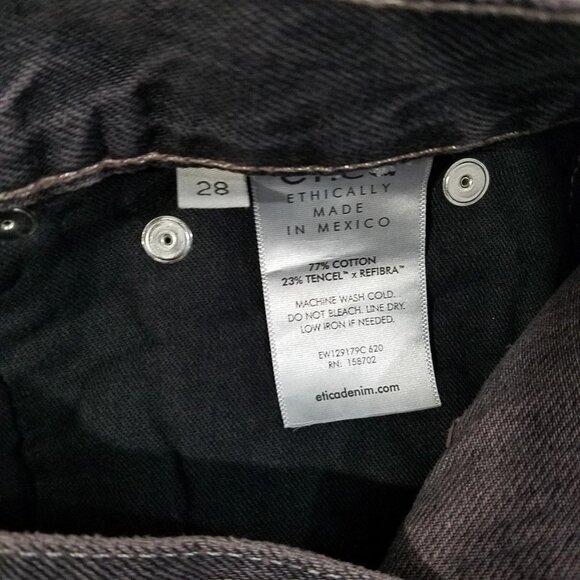 28
etica
ETHICALLY
MADE
IN MEXICO
77% COTTON
23% TENCEL™ x REFIBRA™
MACHINE WASH COLD.
DO NOT BLEACH. LINE DRY.
LOW IRON IF NEEDED.
EW129179C 620
RN: 158702
eticadenim.com